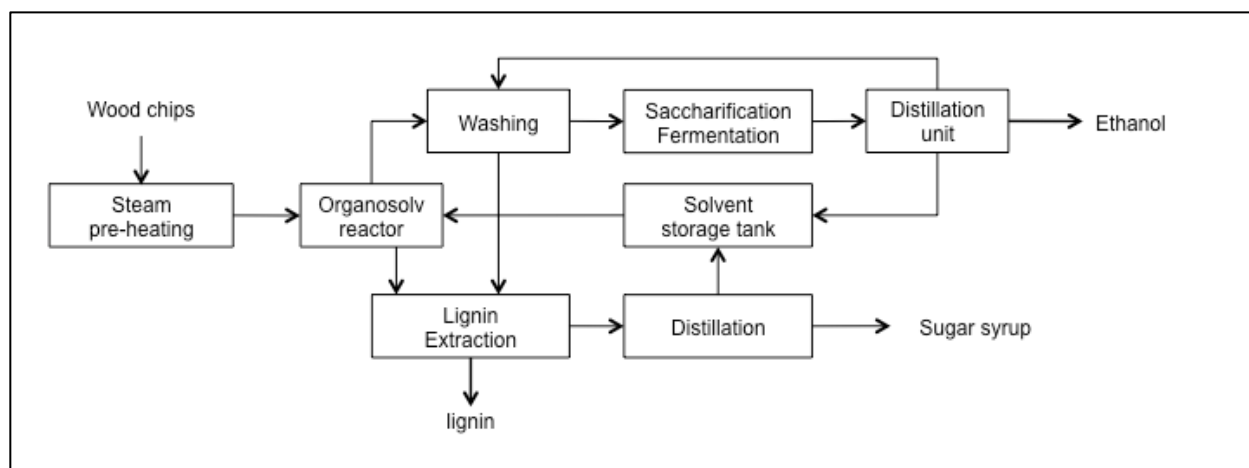 Wood chips
Washing
Saccharification
Fermentation
Distillation
unit
Ethanol
Steam
pre-heating
Organosolv
reactor
Solvent
storage tank
Lignin
Extraction
Distillation
Sugar syrup
lignin